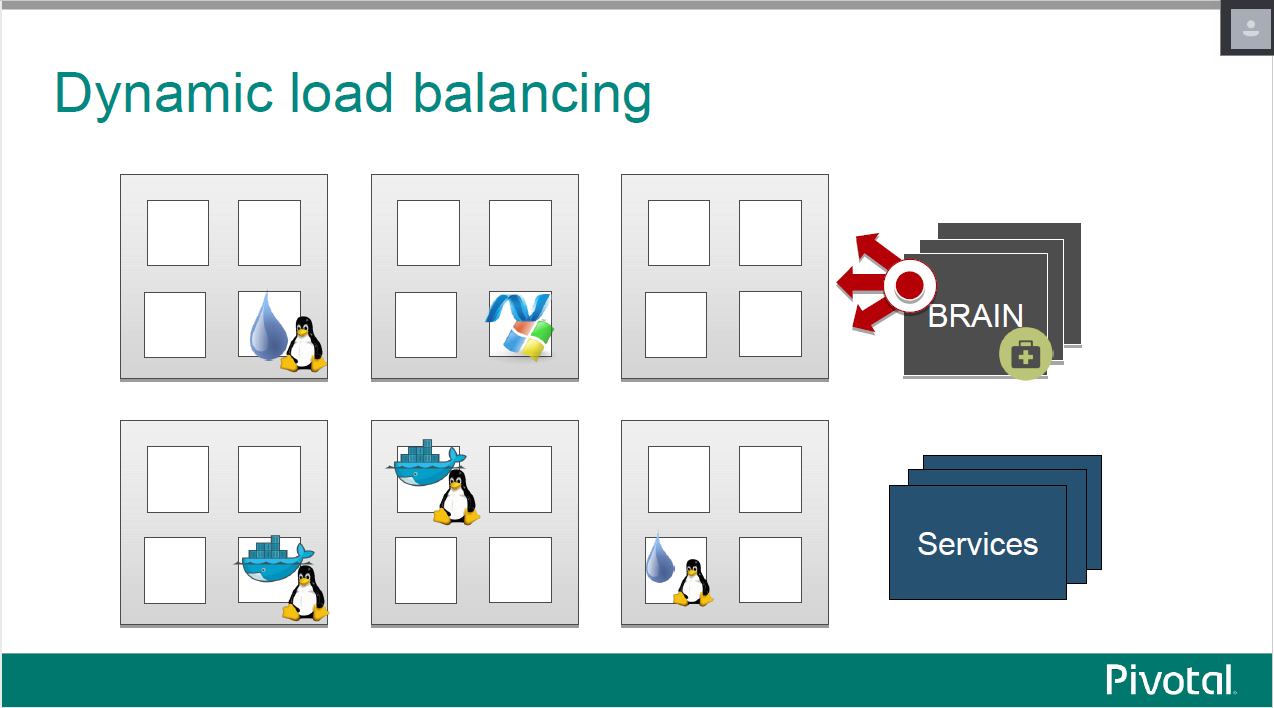 Dynamic load balancing
BRAIN
Services
Pivotal